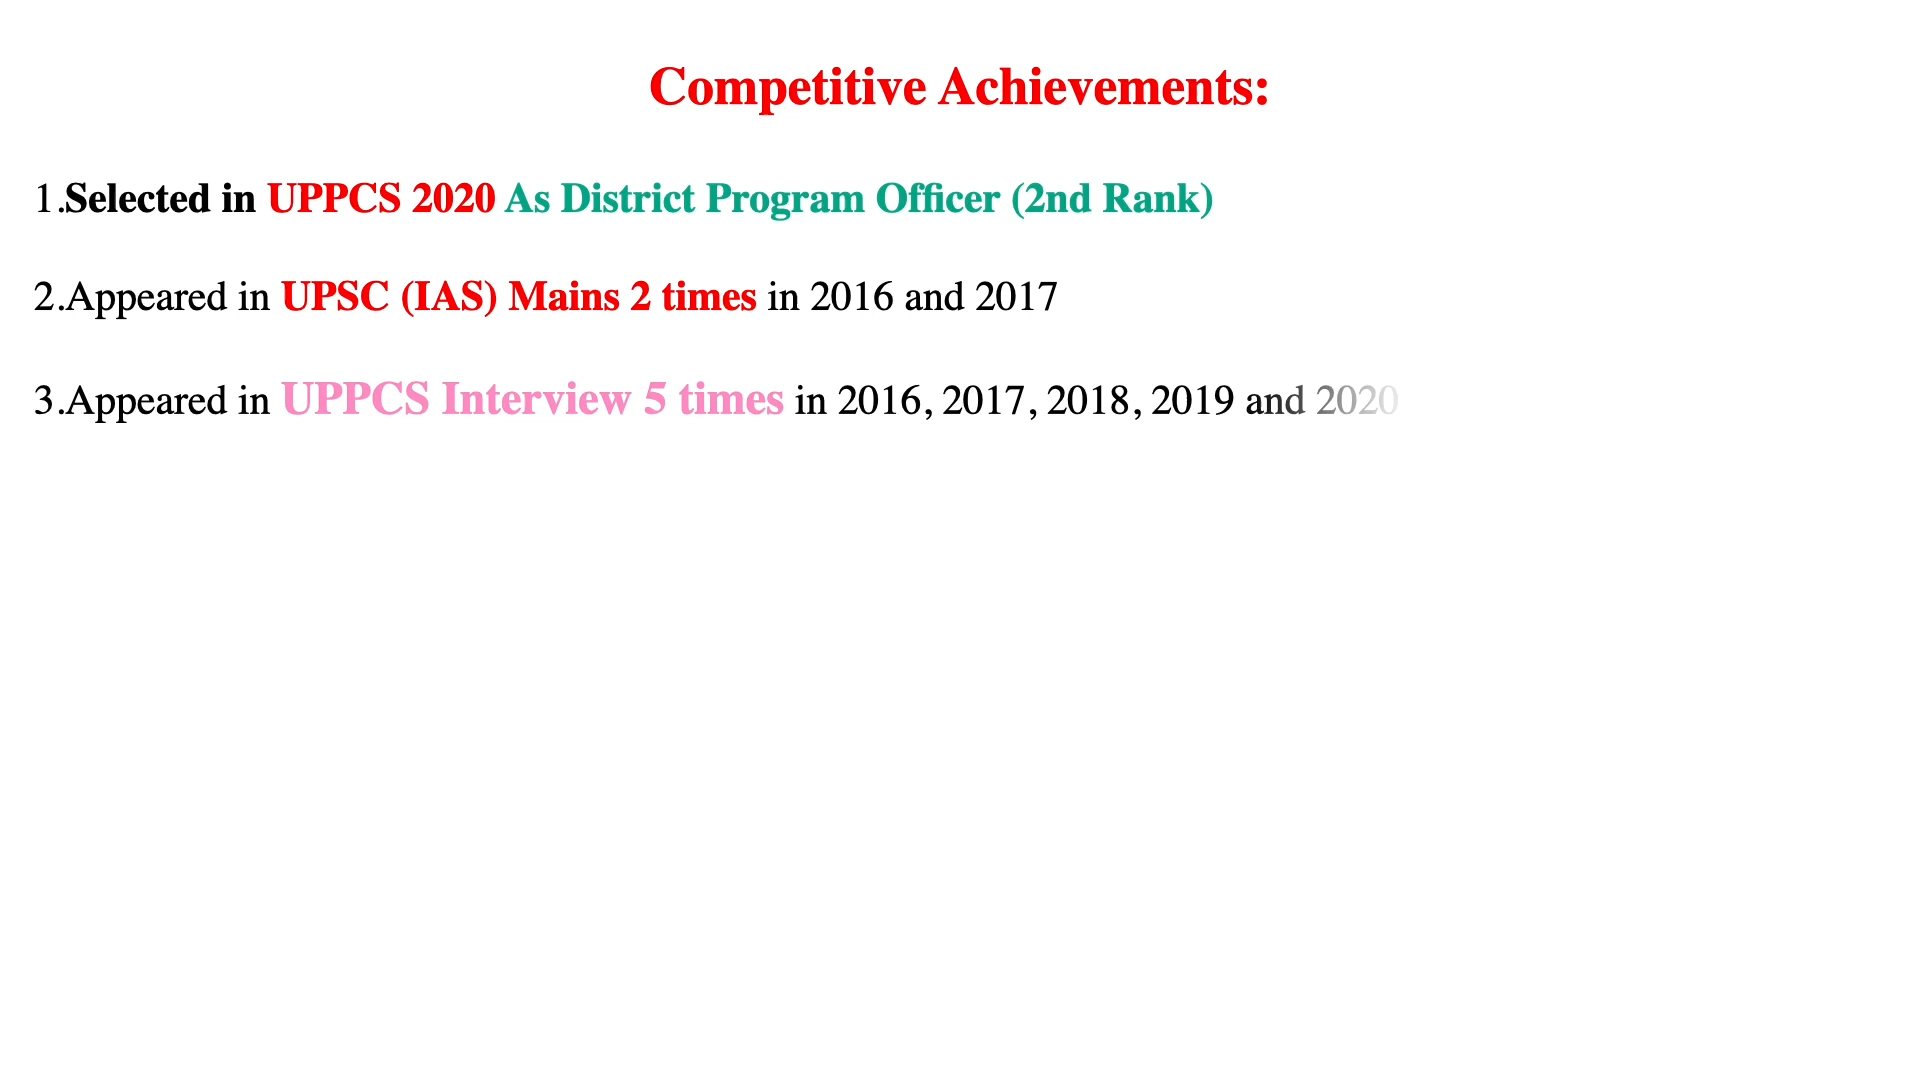 Competitive Achievements:
1.Selected in UPPCS 2020 As District Program Officer (2nd Rank)
2.Appeared in UPSC (IAS) Mains 2 times in 2016 and 2017
3.Appeared in UPPCS Interview 5 times in 2016, 2017, 2018, 2019 and 2020